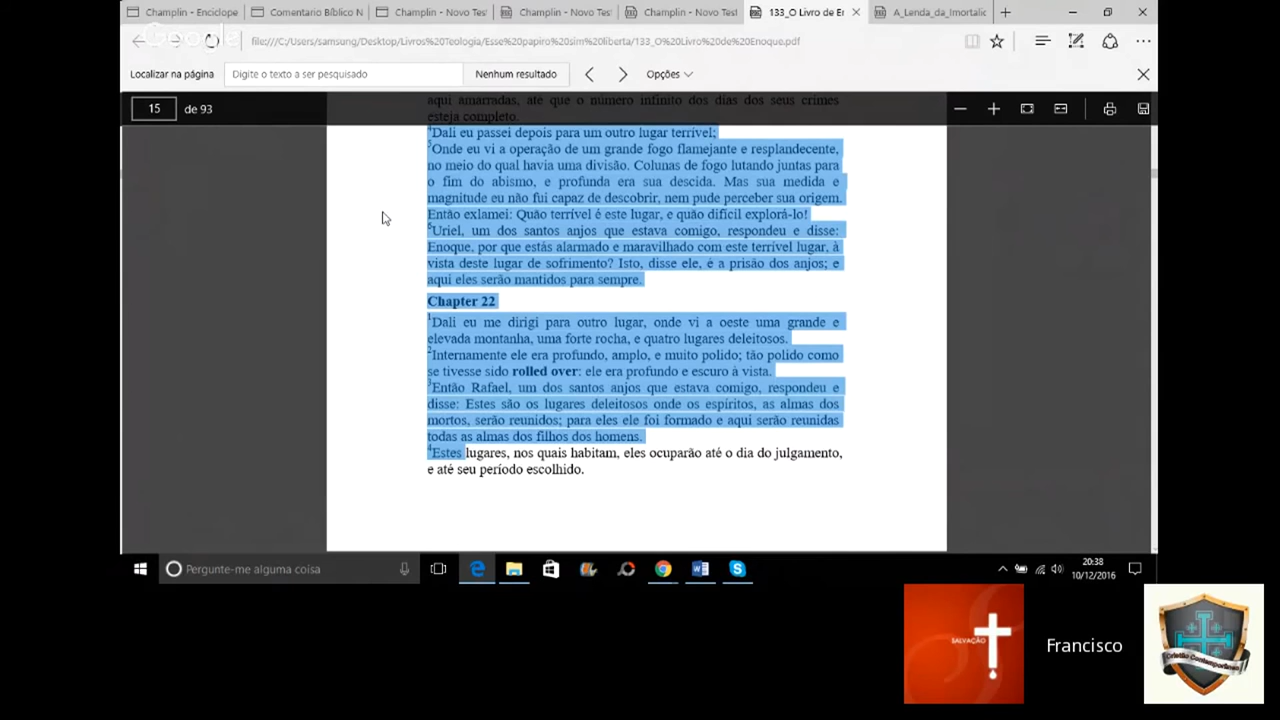 Champlin - Enciclope
Comentario Bíblico N
Champlin - Novo Tes
Champlin - Novo Tes
Champlin - Novo Tes
133_O Livro de En
A_Lenda_da_Imortalic
Google
file:///C:/Users/samsung/Desktop/Livros%20Teologia/Esse%20papiro%20sim%20liberta/133_O%20Livro%20de%20Enoque.pdf
Localizar na página
Digite o texto a ser pesquisado
Nenhum resultado
Opções
15 de 93
aqui amarradas, até que o número infinito dos dias dos seus crimes
esteja completo.
4Dali eu passei depois para um outro lugar terrível;
5Onde eu vi a operação de um grande fogo flamejante e resplandecente,
no meio do qual havia uma divisão. Colunas de fogo lutando juntas para
o fim do abismo, e profunda era sua descida. Mas sua medida e
magnitude eu não fui capaz de descobrir, nem pude perceber sua origem.
Então exlamei: Quão terrível é este lugar, e quão difícil explorá-lo!
6Uriel, um dos santos anjos que estava comigo, respondeu e disse:
Enoque, por que estás alarmado e maravilhado com este terrível lugar, à
vista deste lugar de sofrimento? Isto, disse ele, é a prisão dos anjos; e
aqui eles serão mantidos para sempre.
Chapter 22
1Dali eu me dirigi para outro lugar, onde vi a oeste uma grande e
elevada montanha, uma forte rocha, e quatro lugares deleitosos.
2Internamente ele era profundo, amplo, e muito polido; tão polido como
se tivesse sido rolled over: ele era profundo e escuro à vista.
3Então Rafael, um dos santos anjos que estava comigo, respondeu e
disse: Estes são os lugares deleitosos onde os espíritos, as almas dos
mortos, serão reunidos; para eles ele foi formado e aqui serão reunidas
todas as almas dos filhos dos homens.
4Estes lugares, nos quais habitam, eles ocuparão até o dia do julgamento,
e até seu período escolhido.
Pergunte-me alguma coisa
20:38
10/12/2016
SALVAÇÃO
Francisco
Cristão Contemporâneo